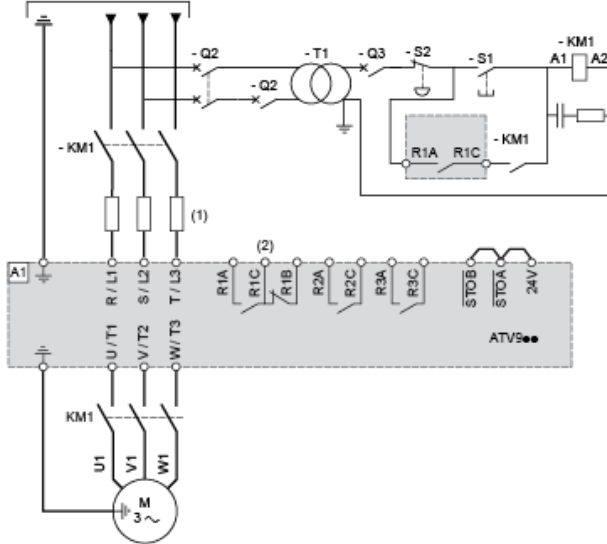 - Q2
- T1
- Q3
- S2
- S1
- KM1
A1
A2
- Q2
- KM1
R1A
R1C
- KM1
(1)
(2)
A1
R / L1
S / L2
T / L3
R1A
R1C
R1B
R2A
R2C
R3A
R3C
STOB
STOA
24V
U / T1
V / T2
W / T3
ATV9●●
KM1
U1
V1
W1
M
3 ~